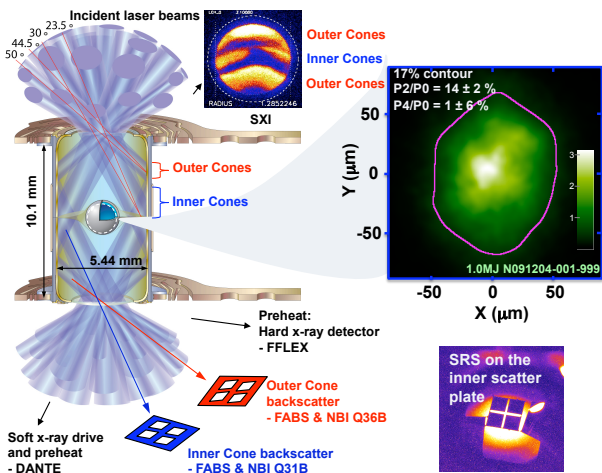 Incident laser beams
23.5
30
44.5
50
RADIUS 1.2852246
SXI
Outer Cones
Inner Cones
Outer Cones
17% contour
P2/P0 = 14 ± 2 %
P4/P0 = 1 ± 6 %
50
0
-50
Y (µm)
3
2
1
1.0MJ N091204-001-999
-50 0 50
X (µm)
Outer Cones
Inner Cones
10.1 mm
5.44 mm
Preheat:
Hard x-ray detector
- FFLEX
Outer Cone
backscatter
- FABS & NBI Q36B
Soft x-ray drive
and preheat
- DANTE
Inner Cone backscatter
- FABS & NBI Q31B
SRS on the
inner scatter
plate